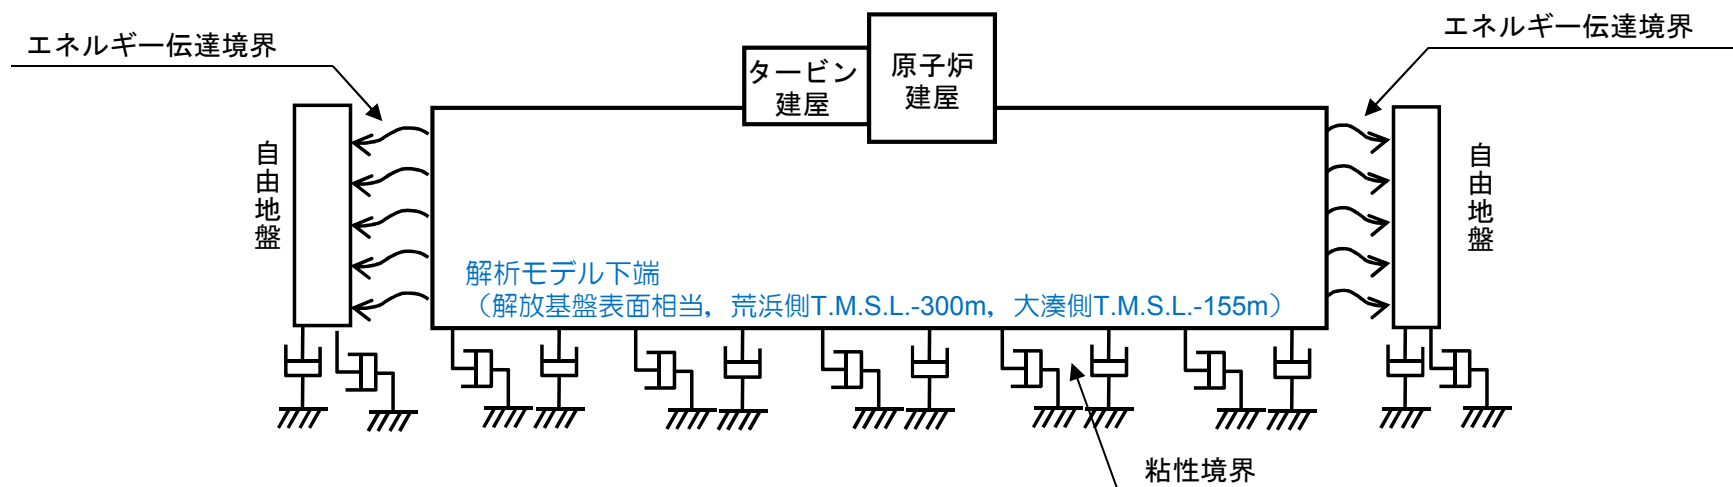 エネルギー伝達境界
エネルギー伝達境界
タービン
建屋
原子炉
建屋
自由地盤
自由地盤
解析モデル下端
（解放基盤表面相当，荒浜側T.M.S.L.-300m，大湊側T.M.S.L.-155m）
粘性境界